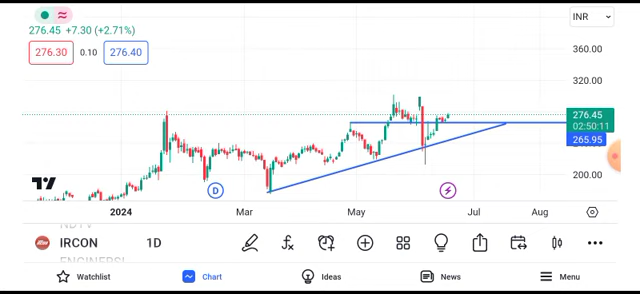 276.45 +7.30 (+2.71%)
INR
276.30 0.10 276.40
360.00
320.00
276.45
02:50:11
265.95
200.00
D
2024 Mar May Jul Aug
NDTV
IRCON 1D
ENGINERSI
Watchlist Chart Ideas News Menu